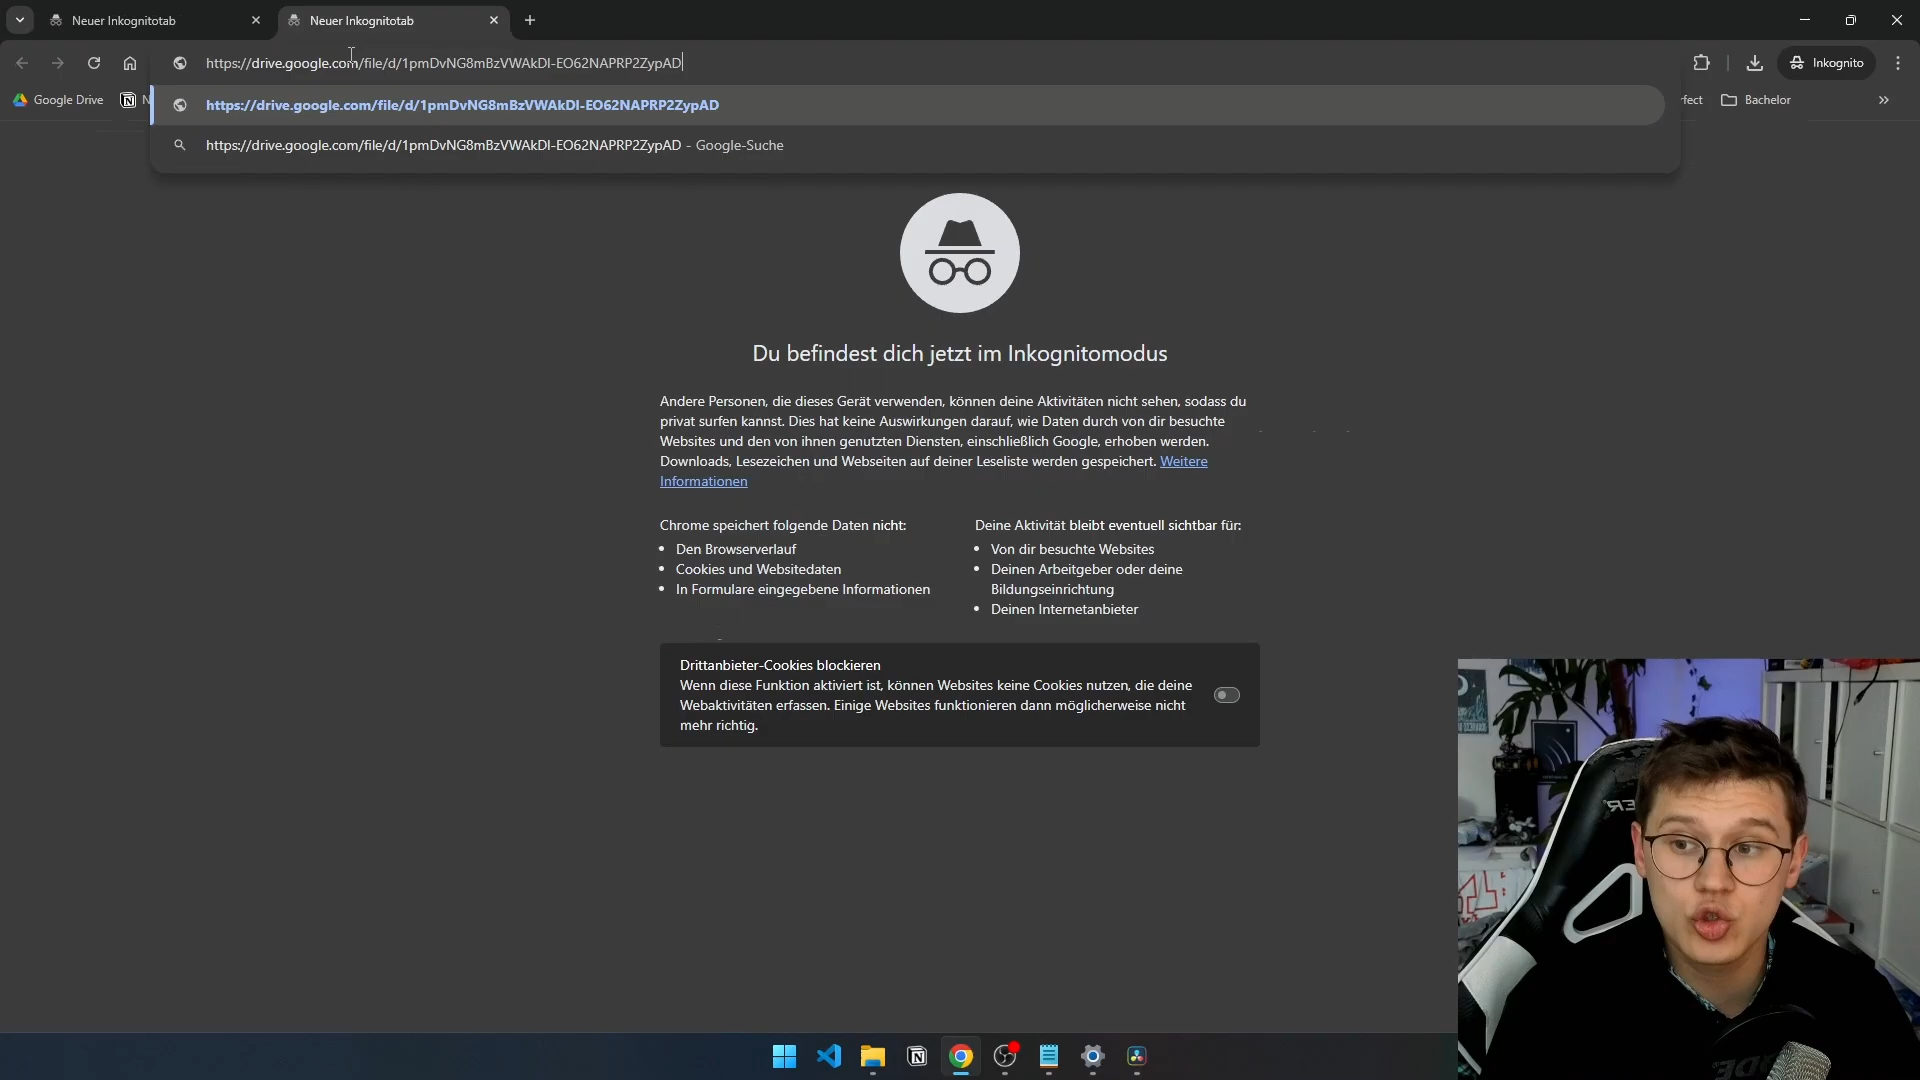 Neuer Inkognitotab
Neuer Inkognitotab
https://drive.google.com/file/d/1pmDvNG8mBzVWAkDI-EO62NAPRP2ZypAD
Inkognito
Google Drive
N
https://drive.google.com/file/d/1pmDvNG8mBzVWAkDI-EO62NAPRP2ZypAD
rfect
Bachelor
https://drive.google.com/file/d/1pmDvNG8mBzVWAkDI-EO62NAPRP2ZypAD - Google-Suche
Du befindest dich jetzt im Inkognitomodus
Andere Personen, die dieses Gerät verwenden, können deine Aktivitäten nicht sehen, sodass du
privat surfen kannst. Dies hat keine Auswirkungen darauf, wie Daten durch von dir besuchte
Websites und den von ihnen genutzten Diensten, einschließlich Google, erhoben werden.
Downloads, Lesezeichen und Webseiten auf deiner Leseliste werden gespeichert. Weitere
Informationen
Chrome speichert folgende Daten nicht:
• Den Browserverlauf
• Cookies und Websitedaten
• In Formulare eingegebene Informationen
Deine Aktivität bleibt eventuell sichtbar für:
• Von dir besuchte Websites
• Deinen Arbeitgeber oder deine
Bildungseinrichtung
• Deinen Internetanbieter
Drittanbieter-Cookies blockieren
Wenn diese Funktion aktiviert ist, können Websites keine Cookies nutzen, die deine
Webaktivitäten erfassen. Einige Websites funktionieren dann möglicherweise nicht
mehr richtig.